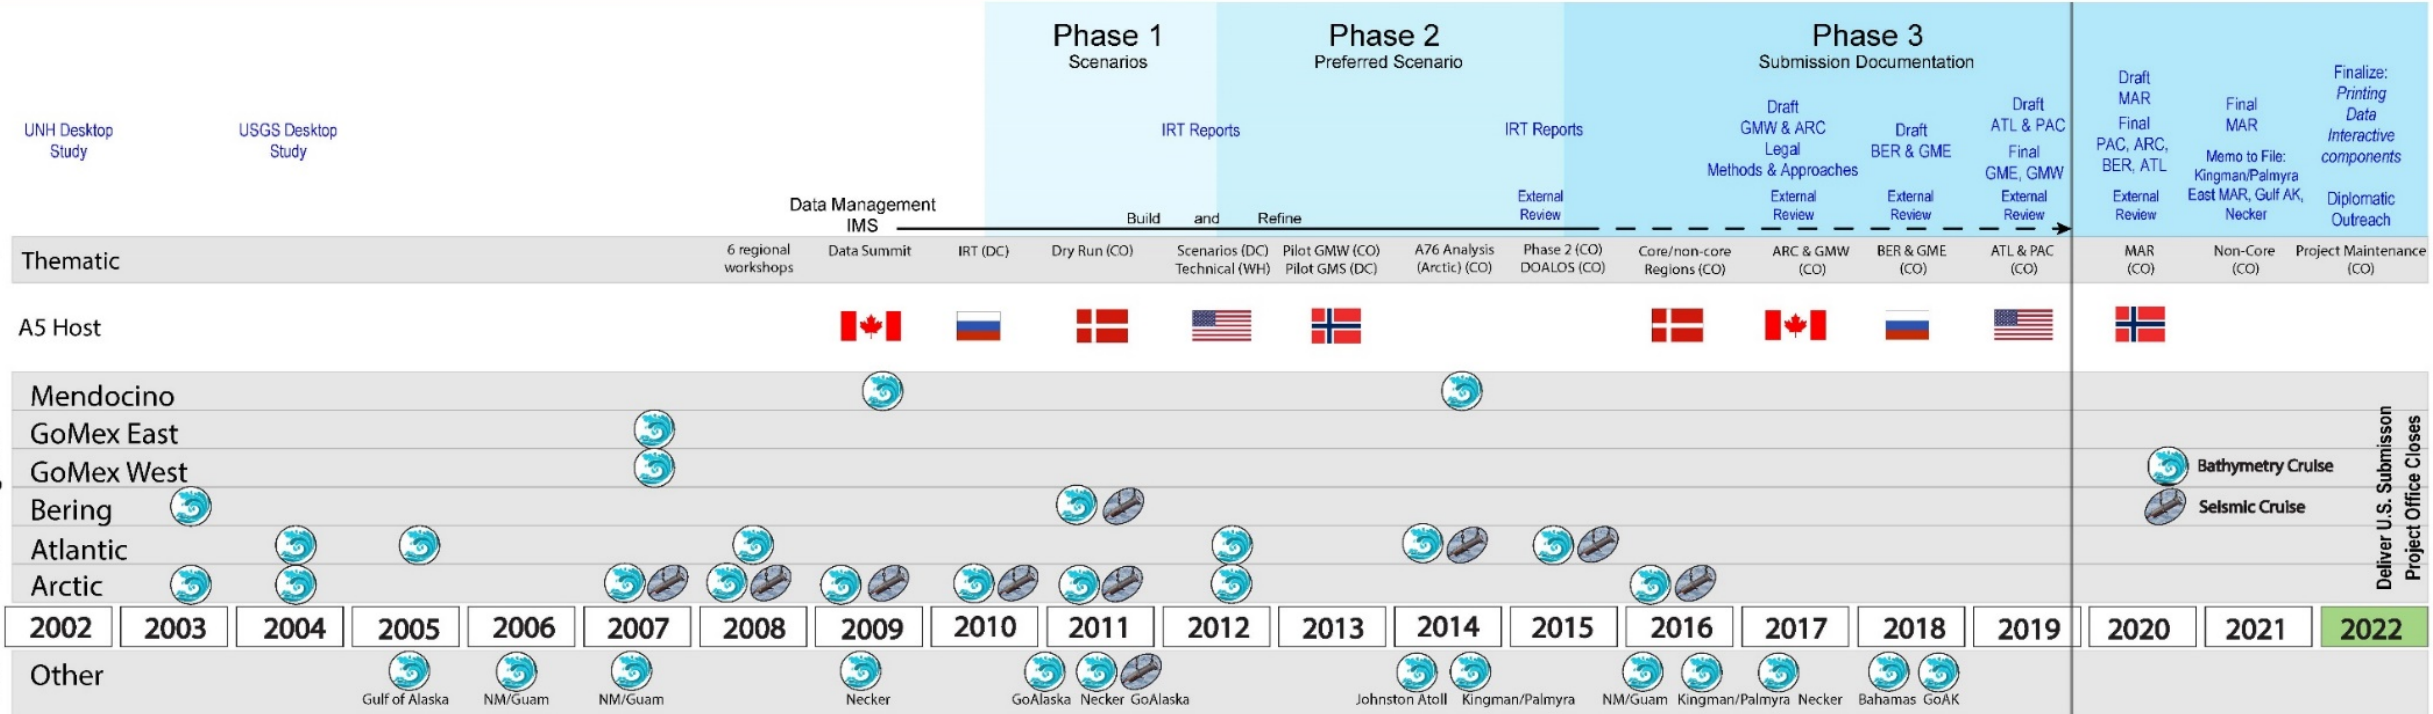 Phase 1
Scenarios
Phase 2
Preferred Scenario
Phase 3
Submission Documentation
UNH Desktop
Study
USGS Desktop
Study
IRT Reports
IRT Reports
External
Review
Draft
GMW & ARC
Legal
Methods & Approaches
External
Review
Draft
BER & GME
External
Review
Draft
ATL & PAC
Final
GME, GMW
External
Review
Draft
MAR
Final
PAC, ARC,
BER, ATL
External
Review
Final
MAR
Memo to File:
Kingman/Palmyra
East MAR, Gulf AK,
Necker
Finalize:
Printing
Data
Interactive
components
Diplomatic
Outreach
Data Management
IMS
Build and Refine
Thematic
6 regional
workshops
Data Summit
IRT (DC)
Dry Run (CO)
Scenarios (DC)
Technical (WH)
Pilot GMW (CO)
Pilot GMS (DC)
A76 Analysis
(Arctic) (CO)
Phase 2 (CO)
DOALOS (CO)
Core/non-core
Regions (CO)
ARC & GMW
(CO)
BER & GME
(CO)
ATL & PAC
(CO)
MAR
(CO)
Non-Core
(CO)
Project Maintenance
(CO)
A5 Host
Mendocino
GoMex East
GoMex West
Bathymetry Cruise
Bering
Seismic Cruise
Atlantic
Arctic
Deliver U.S. Submisson
Project Office Closes
2002 2003 2004 2005 2006 2007 2008 2009 2010 2011 2012 2013 2014 2015 2016 2017 2018 2019 2020 2021 2022
Other
Gulf of Alaska NM/Guam NM/Guam Necker GoAlaska Necker GoAlaska Johnston Atoll Kingman/Palmyra NM/Guam Kingman/Palmyra Necker Bahamas GoAK